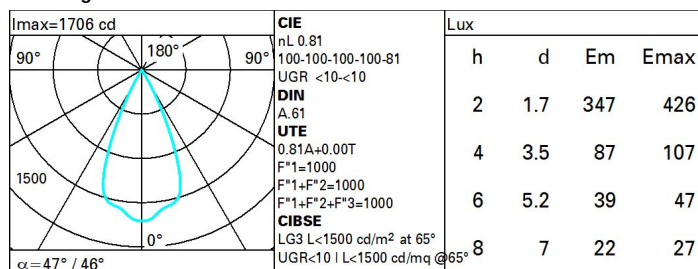 Imax=1706 cd
90°
180°
90°
1500
0°
α=47° / 46°
CIE
nL 0.81
100-100-100-100-81
UGR <10-<10
DIN
A.61
UTE
0.81A+0.00T
F"1=1000
F"1+F"2=1000
F"1+F"2+F"3=1000
CIBSE
LG3 L<1500 cd/m² at 65°
UGR<10 | L<1500 cd/mq @65°
Lux
h d Em Emax
2 1.7 347 426
4 3.5 87 107
6 5.2 39 47
8 7 22 27